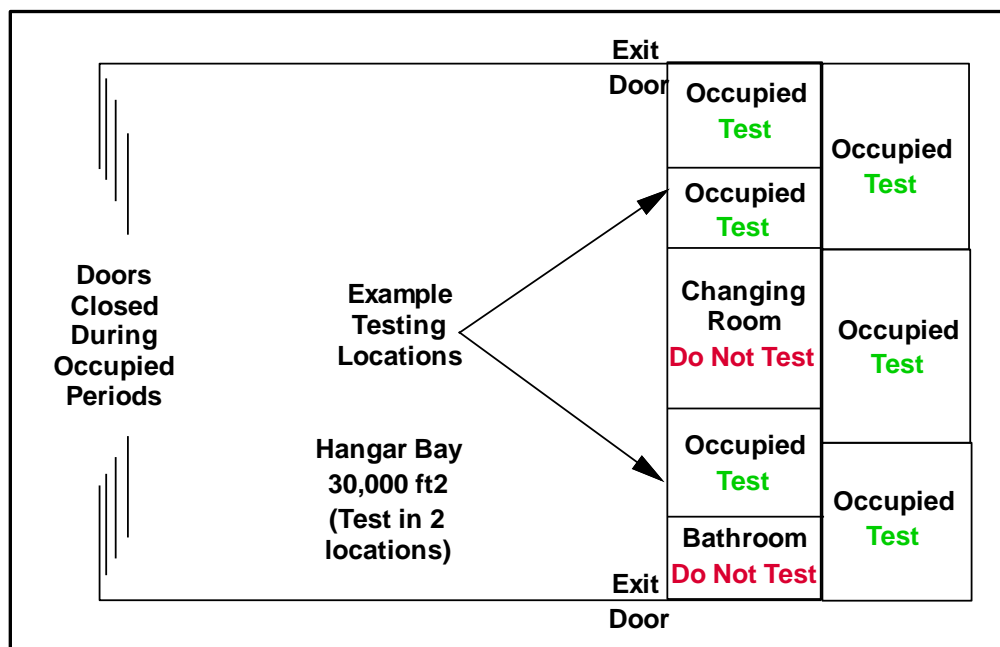 Exit
Door
Occupied
Test
Occupied
Test
Occupied
Test
Doors
Closed
During
Occupied
Periods
Example
Testing
Locations
Changing
Room
Do Not Test
Occupied
Test
Hangar Bay
30,000 ft2
(Test in 2
locations)
Occupied
Test
Occupied
Test
Bathroom
Do Not Test
Exit
Door